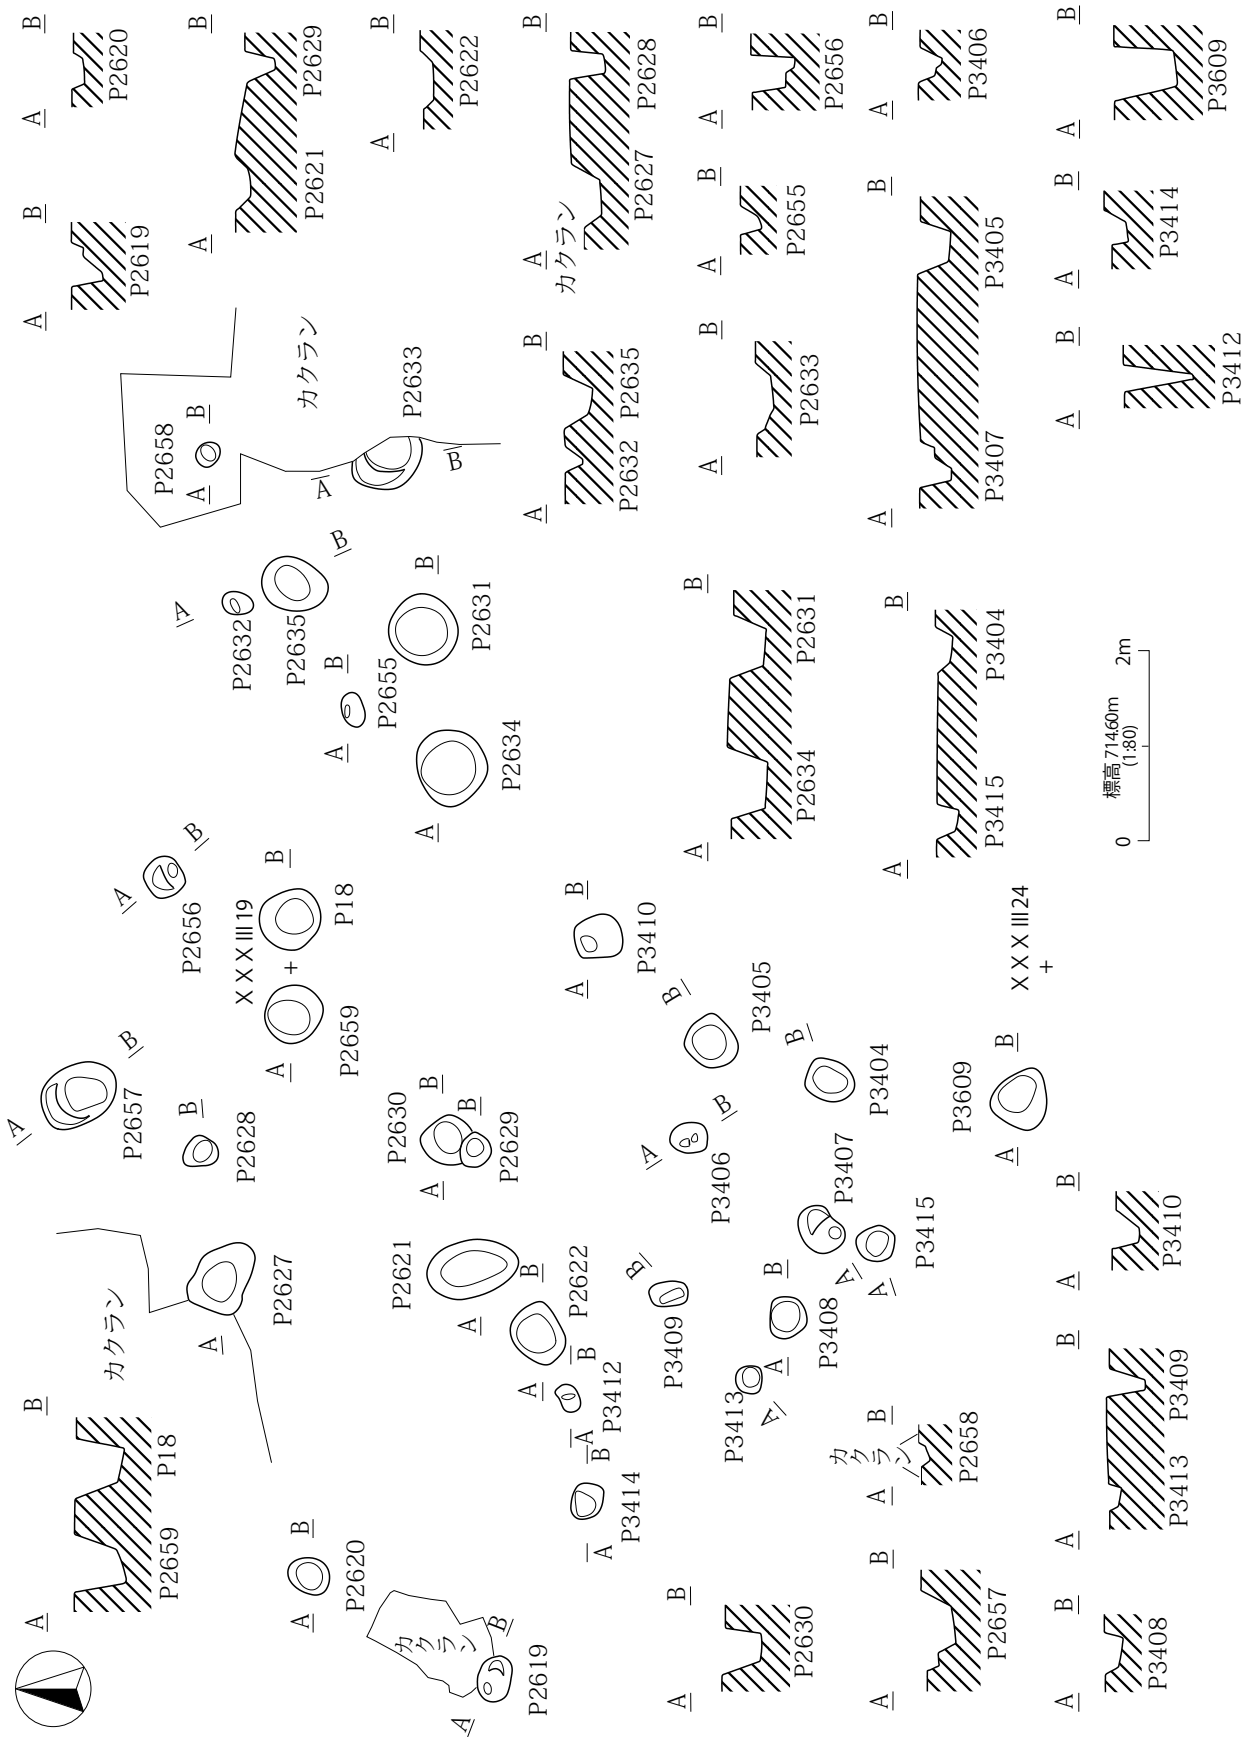 B
A
P2620
B
A
P2629
P2621
B
A
P2622
B
A
P2628
P2627
カクラン
B
A
P2656
B
A
P3406
B
A
P3609
B
A
P2619
B
A
P2655
B
A
P3405
P3407
B
A
P3414
カクラン
P2658
A
B
P2633
A
B
B
A
P2635
P2632
B
A
P2633
B
A
P3412
A
B
P2632
P2635
B
A
P2631
P2634
B
A
P2655
B
A
P2631
P2634
B
A
P3404
P3415
0
2m
標高 714.60m
(1:80)
A
B
P2656
XXXIII19
+
B
A
P18
P2659
A
B
P2657
B
P2628
A
P2627
カクラン
P2630
B
A
B
P2629
P2621
A
B
P2622
A
B
A
P3412
B
A
P3414
B
A
P3410
B
P3405
B
P3404
A
B
P3406
P3407
A
P3415
A
B
P3409
B
A
P3408
P3413
A
XXXIII24
+
P3609
B
A
B
A
P3410
B
A
P3409
P3413
B
A
P3408
B
A
カクラン
P2658
B
A
P2657
B
A
P2630
B
A
P18
P2659
B
A
P2620
カクラン
B
A
P2619